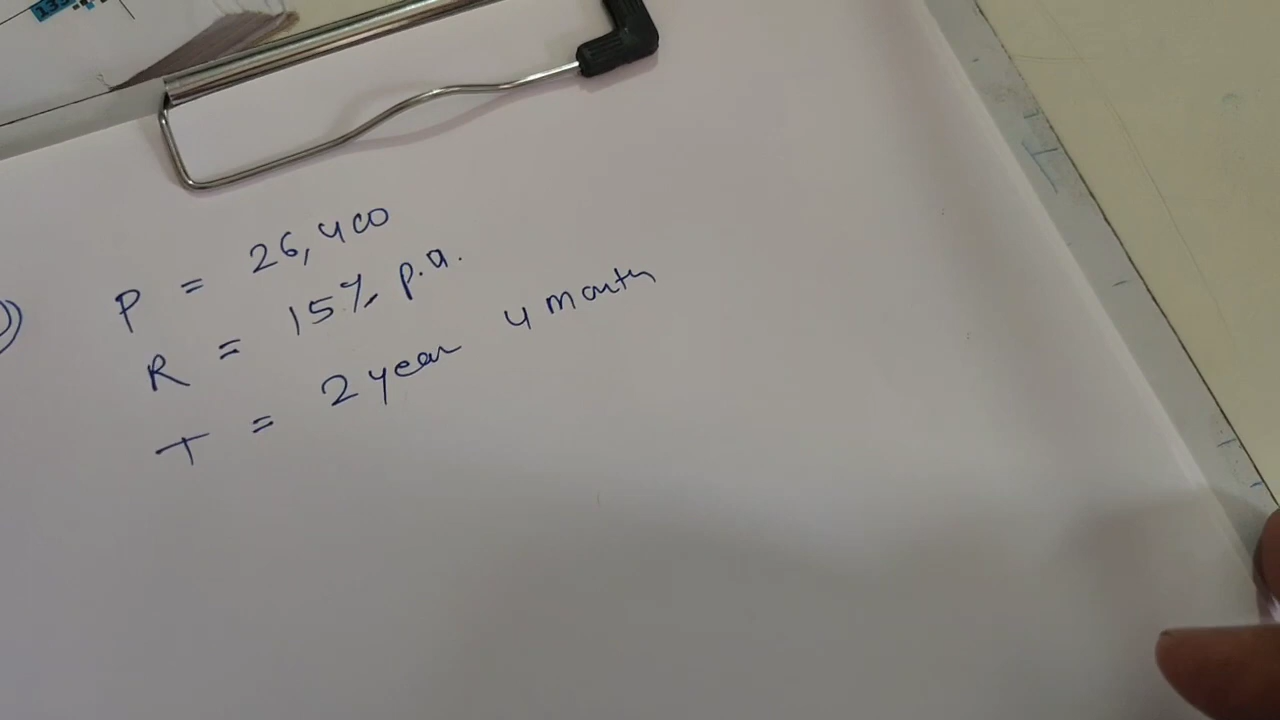 P = 26,400
R = 15% p.a.
T = 2 year 4 month